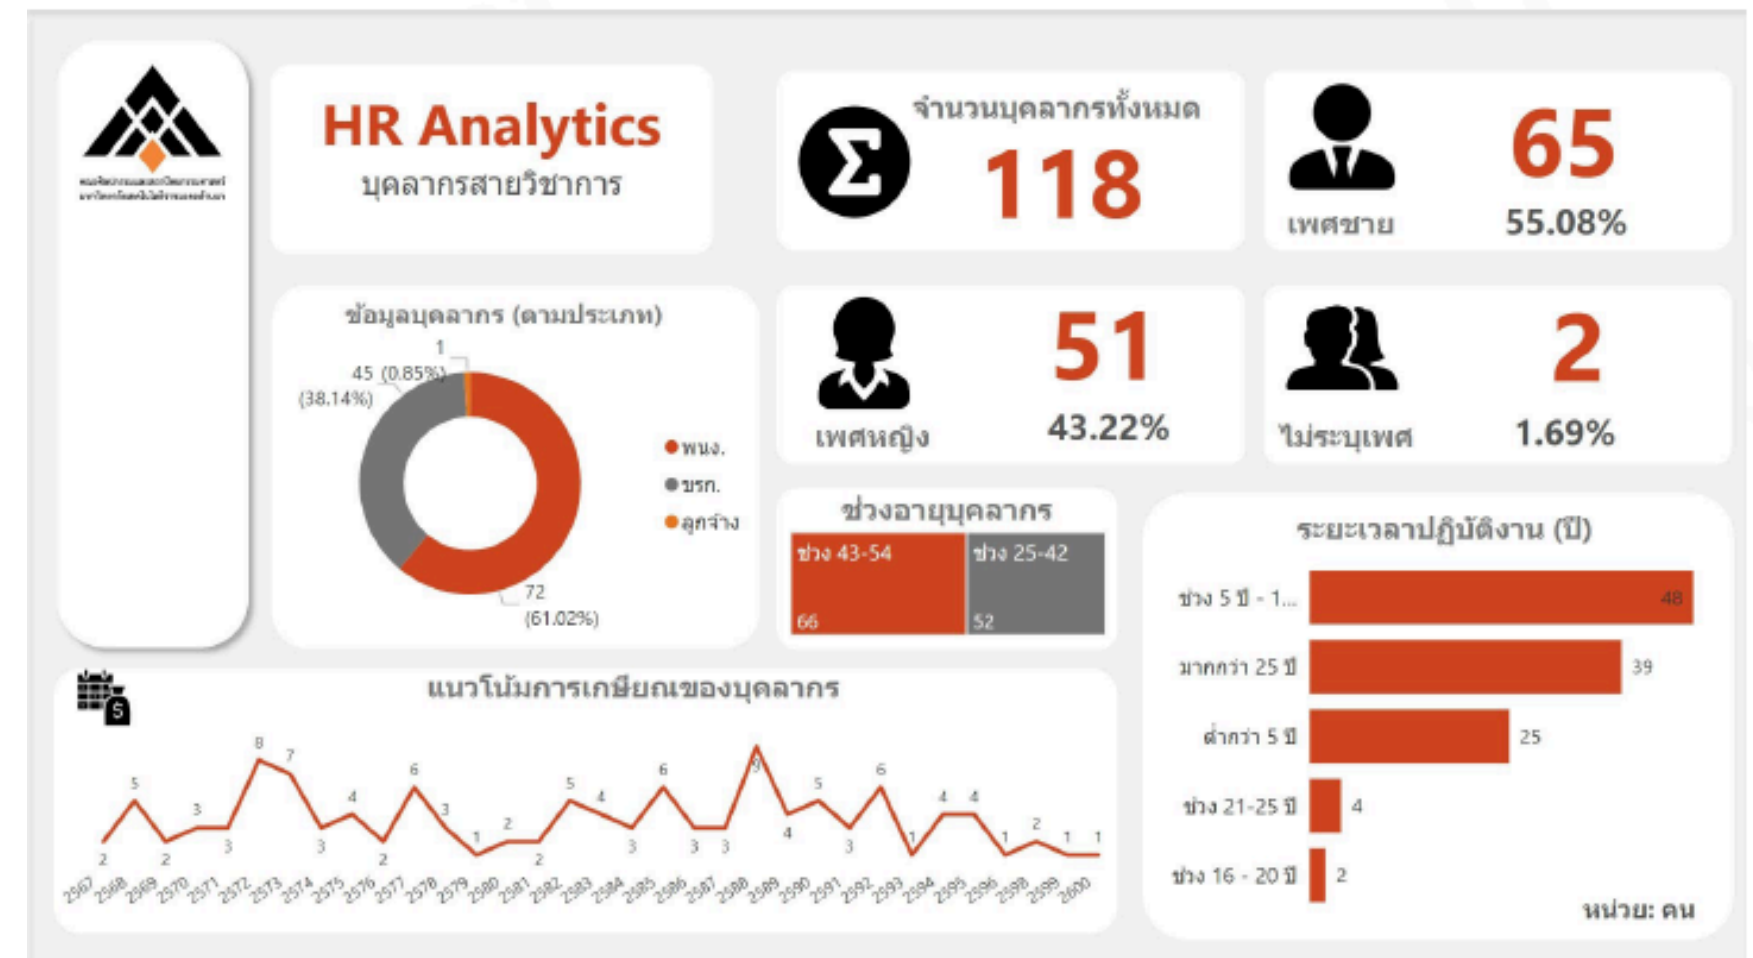 HR Analytics
บุคลากรสายวิชาการ
จำนวนบุคลากรทั้งหมด
118
65
เพศชาย
55.08%
ข้อมูลบุคลากร (ตามประเภท)
1
(0.85%)
45
(38.14%)
พนง.
ขรก.
ลูกจ้าง
72
(61.02%)
51
เพศหญิง
43.22%
2
ไม่ระบุเพศ
1.69%
ช่วงอายุบุคลากร
ช่วง 43-54
66
ช่วง 25-42
52
ระยะเวลาปฏิบัติงาน (ปี)
ช่วง 5 ปี - 1...
48
มากกว่า 25 ปี
39
ต่ำกว่า 5 ปี
25
ช่วง 21-25 ปี
4
ช่วง 16 - 20 ปี
2
หน่วย: คน
$
แนวโน้มการเกษียณของบุคลากร
2 5 2 3 3 8 7 3 4 2 6 3 1 2 2 5 4 3 6 3 3 9 4 5 3 6 1 4 4 1 2 1 1
2567 2568 2569 2570 2571 2572 2573 2574 2575 2576 2577 2578 2579 2580 2581 2582 2583 2584 2585 2586 2587 2588 2589 2590 2591 2592 2593 2594 2595 2596 2598 2599 2600